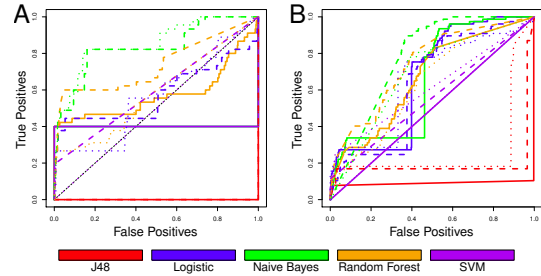 A
B
True Positives
1.0
0.8
0.6
0.4
0.2
0.0
0.0 0.2 0.4 0.6 0.8 1.0
False Positives
True Positives
1.0
0.8
0.6
0.4
0.2
0.0
0.0 0.2 0.4 0.6 0.8 1.0
False Positives
J48 Logistic Naive Bayes Random Forest SVM